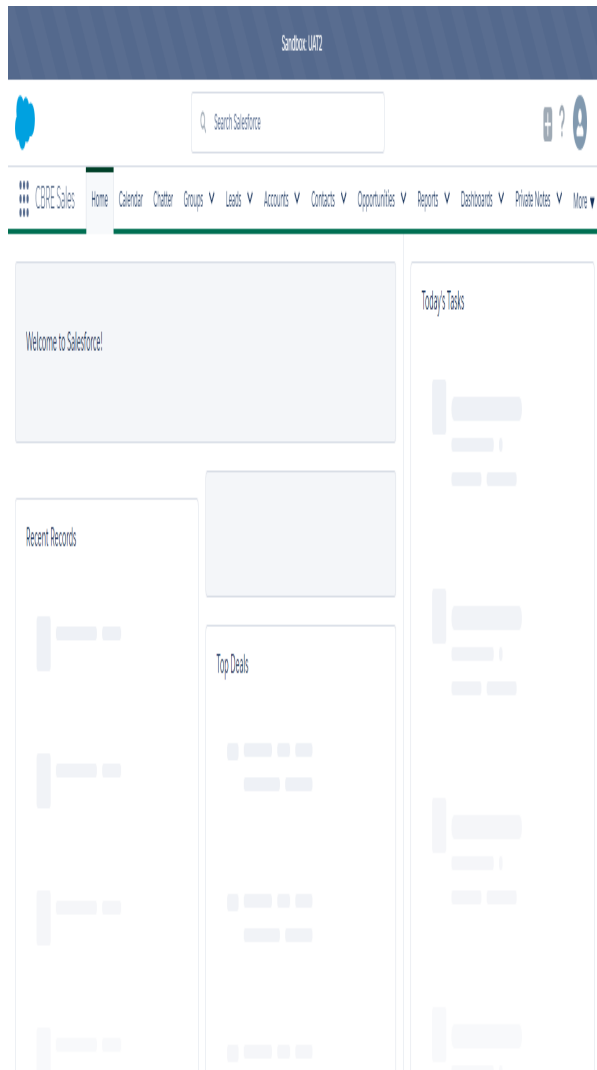 Sandbox: UAT2
Search Salesforce
?
CBRE Sales Home Calendar Chatter Groups Leads Accounts Contacts Opportunities Reports Dashboards Private Notes More
Welcome to Salesforce!
Today's Tasks
Recent Records
Top Deals